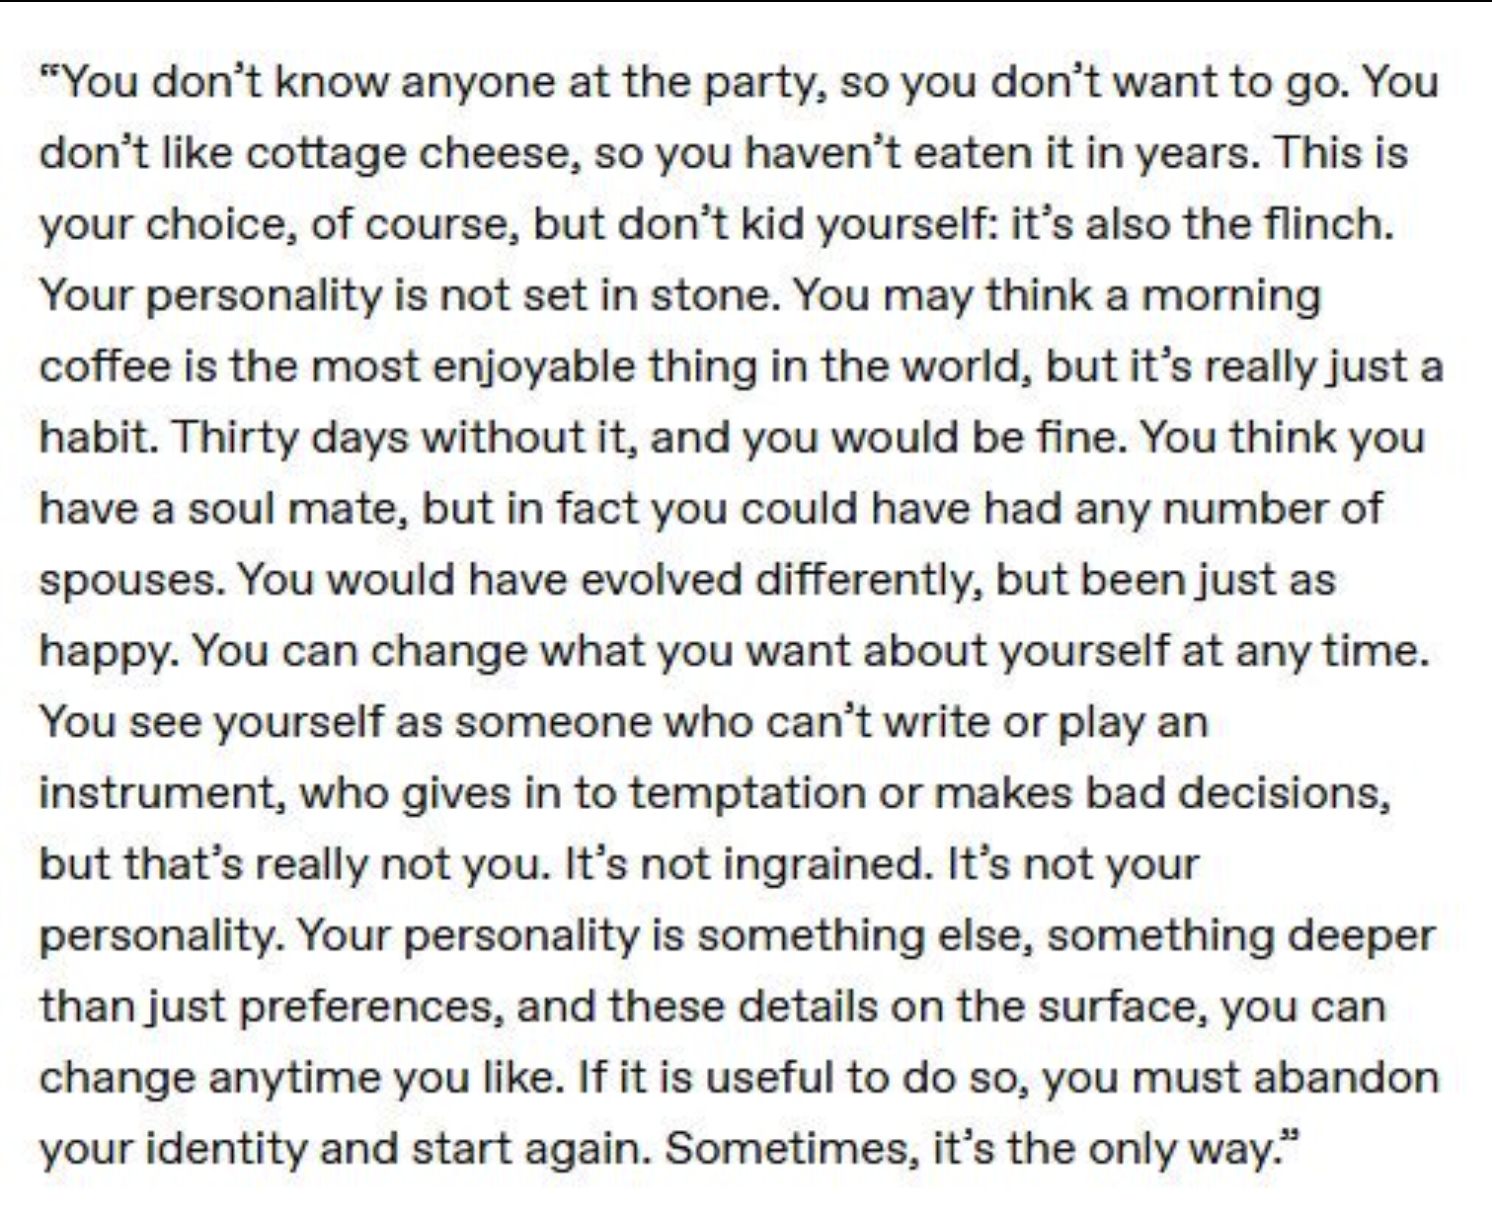 “You don’t know anyone at the party, so you don’t want to go. You
don’t like cottage cheese, so you haven’t eaten it in years. This is
your choice, of course, but don’t kid yourself: it’s also the flinch.
Your personality is not set in stone. You may think a morning
coffee is the most enjoyable thing in the world, but it’s really just a
habit. Thirty days without it, and you would be fine. You think you
have a soul mate, but in fact you could have had any number of
spouses. You would have evolved differently, but been just as
happy. You can change what you want about yourself at any time.
You see yourself as someone who can’t write or play an
instrument, who gives in to temptation or makes bad decisions,
but that’s really not you. It’s not ingrained. It’s not your
personality. Your personality is something else, something deeper
than just preferences, and these details on the surface, you can
change anytime you like. If it is useful to do so, you must abandon
your identity and start again. Sometimes, it’s the only way.”